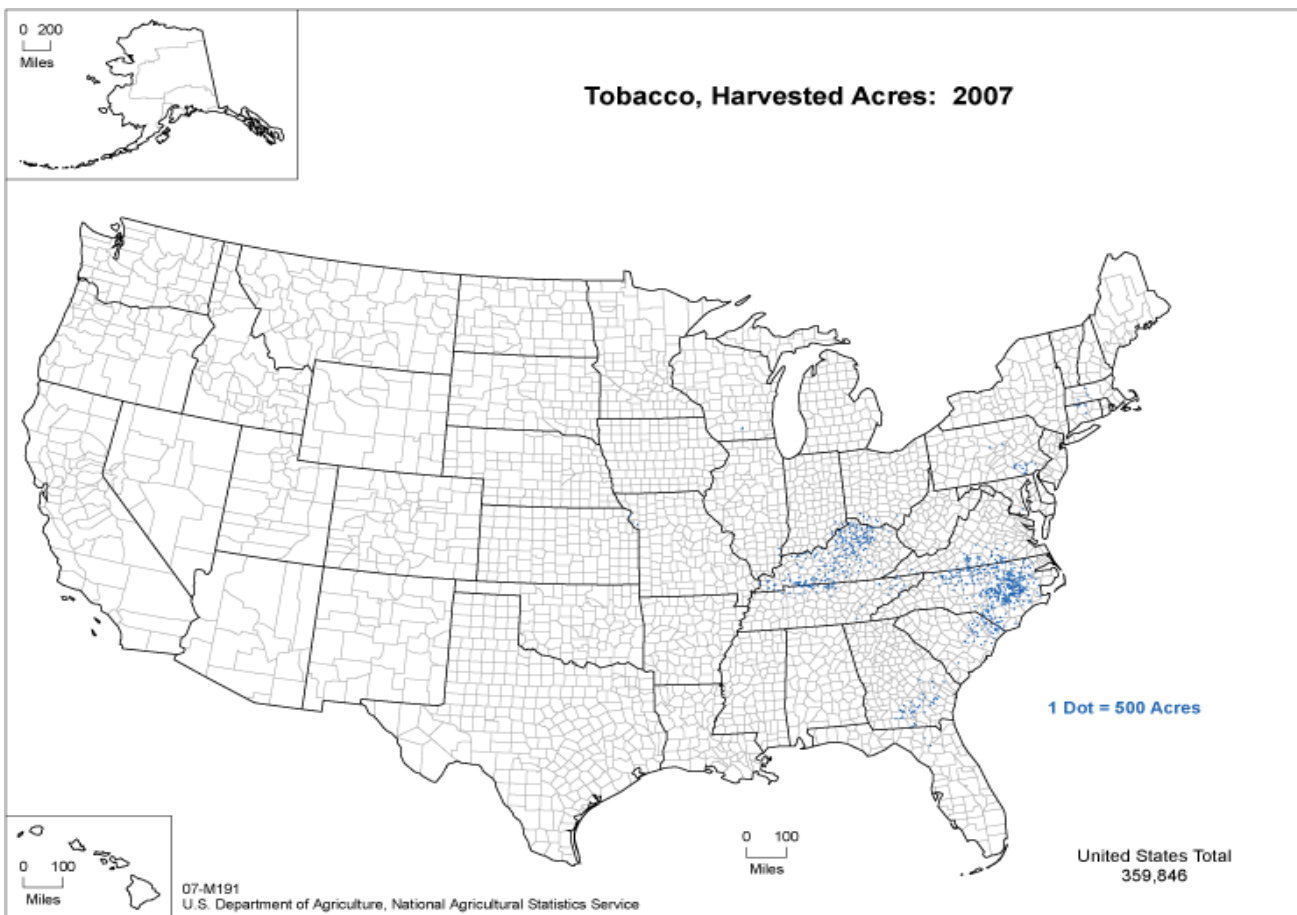 0 200
Miles
Tobacco, Harvested Acres: 2007
1 Dot = 500 Acres
0 100
Miles
United States Total
359,846
0 100
Miles
07-M191
U.S. Department of Agriculture, National Agricultural Statistics Service